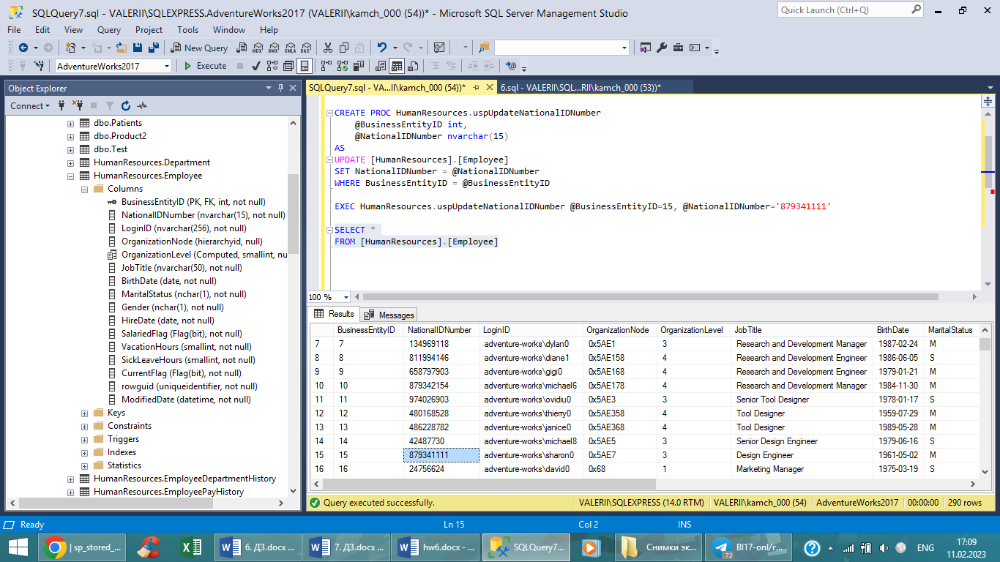 SQLQuery7.sql - VALERII\SQLEXPRESS.AdventureWorks2017 (VALERII\kamch_000 (54))* - Microsoft SQL Server Management Studio
Quick Launch (Ctrl+Q)
File Edit View Query Project Tools Window Help
New Query
MDX DMX XMLA DAX
AdventureWorks2017 Execute
Object Explorer
Connect
dbo.Patients
dbo.Product2
dbo.Test
HumanResources.Department
HumanResources.Employee
Columns
BusinessEntityID (PK, FK, int, not null)
NationalIDNumber (nvarchar(15), not null)
LoginID (nvarchar(256), not null)
OrganizationNode (hierarchyid, null)
OrganizationLevel (Computed, smallint, nu
JobTitle (nvarchar(50), not null)
BirthDate (date, not null)
MaritalStatus (nchar(1), not null)
Gender (nchar(1), not null)
HireDate (date, not null)
SalariedFlag (Flag(bit), not null)
VacationHours (smallint, not null)
SickLeaveHours (smallint, not null)
CurrentFlag (Flag(bit), not null)
rowguid (uniqueidentifier, not null)
ModifiedDate (datetime, not null)
Keys
Constraints
Triggers
Indexes
Statistics
HumanResources.EmployeeDepartmentHistory
HumanResources.EmployeePayHistory
SQLQuery7.sql - VA...II\kamch_000 (54))* 6.sql - VALERII\SQL...RII\kamch_000 (53))*
CREATE PROC HumanResources.uspUpdateNationalIDNumber
@BusinessEntityID int,
@NationalIDNumber nvarchar(15)
AS
UPDATE [HumanResources].[Employee]
SET NationalIDNumber = @NationalIDNumber
WHERE BusinessEntityID = @BusinessEntityID
EXEC HumanResources.uspUpdateNationalIDNumber @BusinessEntityID=15, @NationalIDNumber='879341111'
SELECT *
FROM [HumanResources].[Employee]
100 %
Results Messages
BusinessEntityID NationalIDNumber LoginID OrganizationNode OrganizationLevel JobTitle BirthDate MaritalStatus
7 7 134969118 adventure-works\dylan0 0x5AE1 3 Research and Development Manager 1987-02-24 M
8 8 811994146 adventure-works\diane1 0x5AE158 4 Research and Development Engineer 1986-06-05 S
9 9 658797903 adventure-works\gigi0 0x5AE168 4 Research and Development Engineer 1979-01-21 M
10 10 879342154 adventure-works\michael6 0x5AE178 4 Research and Development Manager 1984-11-30 M
11 11 974026903 adventure-works\ovidiu0 0x5AE3 3 Senior Tool Designer 1978-01-17 S
12 12 480168528 adventure-works\thierry0 0x5AE358 4 Tool Designer 1959-07-29 M
13 13 486228782 adventure-works\janice0 0x5AE368 4 Tool Designer 1989-05-28 M
14 14 42487730 adventure-works\michael8 0x5AE5 3 Senior Design Engineer 1979-06-16 S
15 15 879341111 adventure-works\sharon0 0x5AE7 3 Design Engineer 1961-05-02 M
16 16 24756624 adventure-works\david0 0x68 1 Marketing Manager 1975-03-19 S
Query executed successfully. VALERII\SQLEXPRESS (14.0 RTM) VALERII\kamch_000 (54) AdventureWorks2017 00:00:00 290 rows
Ready Ln 15 Col 2 INS
| sp_stored_... 6. ДЗ.docx ... 7. ДЗ.docx ... hw6.docx - ... SQLQuery7... Снимки эк... BI17-onl/г... .72 ENG 17:09
11.02.2023